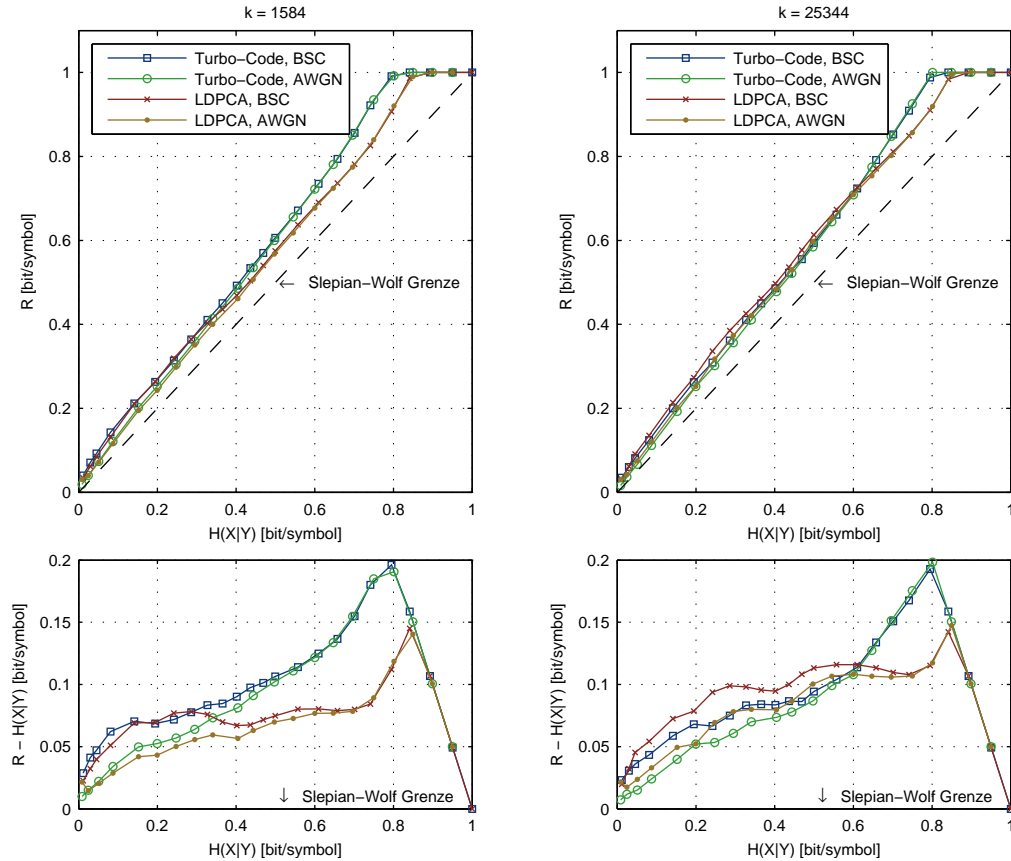 k = 1584
1
0.8
0.6
0.4
0.2
0
R [bit/symbol]
Turbo−Code, BSC
Turbo−Code, AWGN
LDPCA, BSC
LDPCA, AWGN
← Slepian−Wolf Grenze
0 0.2 0.4 0.6 0.8 1
H(X|Y) [bit/symbol]
k = 25344
1
0.8
0.6
0.4
0.2
0
R [bit/symbol]
Turbo−Code, BSC
Turbo−Code, AWGN
LDPCA, BSC
LDPCA, AWGN
← Slepian−Wolf Grenze
0 0.2 0.4 0.6 0.8 1
H(X|Y) [bit/symbol]
0.2
0.15
0.1
0.05
0
R − H(X|Y) [bit/symbol]
↓ Slepian−Wolf Grenze
0 0.2 0.4 0.6 0.8 1
H(X|Y) [bit/symbol]
0.2
0.15
0.1
0.05
0
R − H(X|Y) [bit/symbol]
↓ Slepian−Wolf Grenze
0 0.2 0.4 0.6 0.8 1
H(X|Y) [bit/symbol]